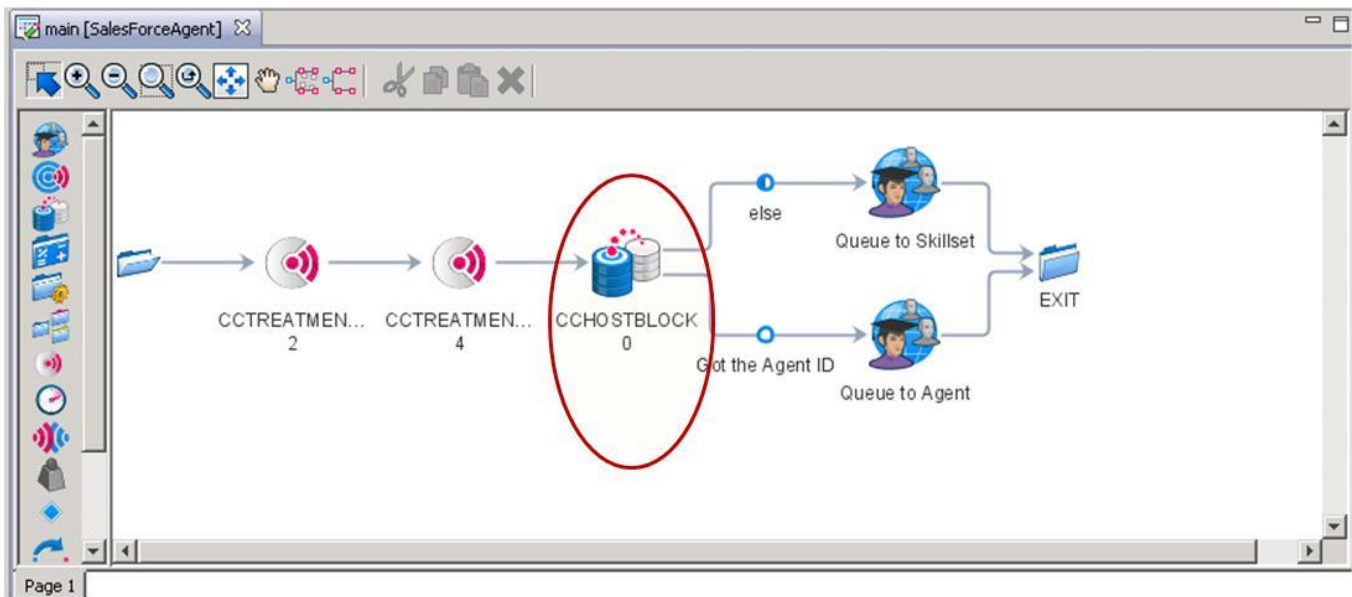 main [SalesForceAgent]
else
Queue to Skillset
EXIT
CCTREATMEN...
2
CCTREATMEN...
4
CCHOSTBLOCK
0
Got the Agent ID
Queue to Agent
Page 1